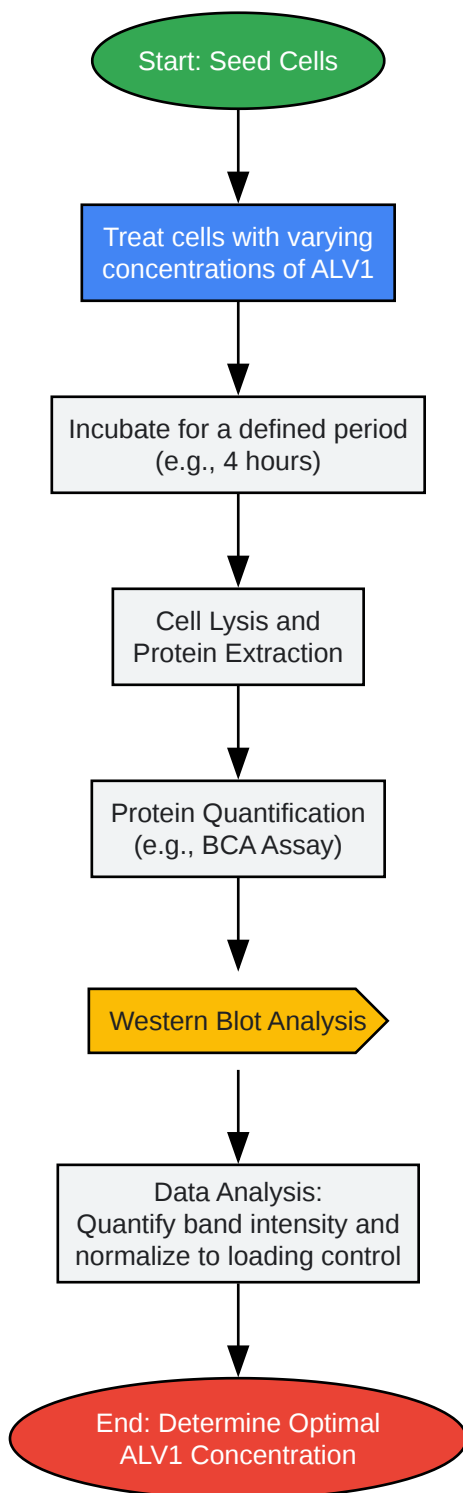 Start: Seed Cells
Treat cells with varying
concentrations of ALV1
Incubate for a defined period
(e.g., 4 hours)
Cell Lysis and
Protein Extraction
Protein Quantification
(e.g., BCA Assay)
Western Blot Analysis
Data Analysis:
Quantify band intensity and
normalize to loading control
End: Determine Optimal
ALV1 Concentration